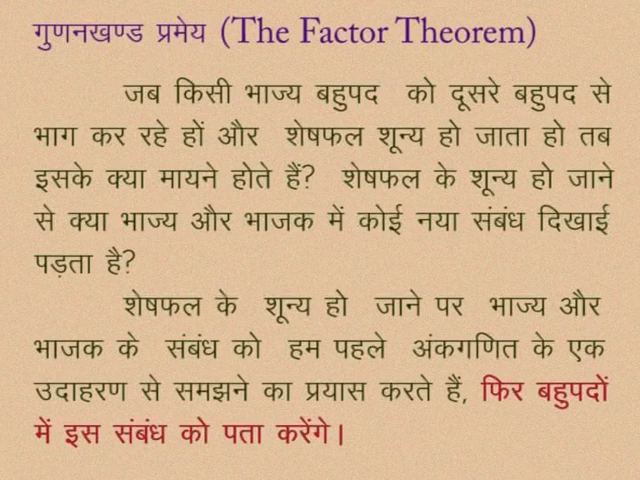 गुणनखण्ड प्रमेय (The Factor Theorem)
जब किसी भाज्य बहुपद को दूसरे बहुपद से
भाग कर रहे हों और शेषफल शून्य हो जाता हो तब
इसके क्या मायने होते हैं? शेषफल के शून्य हो जाने
से क्या भाज्य और भाजक में कोई नया संबंध दिखाई
पड़ता है?
शेषफल के शून्य हो जाने पर भाज्य और
भाजक के संबंध को हम पहले अंकगणित के एक
उदाहरण से समझने का प्रयास करते हैं, फिर बहुपदों
में इस संबंध को पता करेंगे।